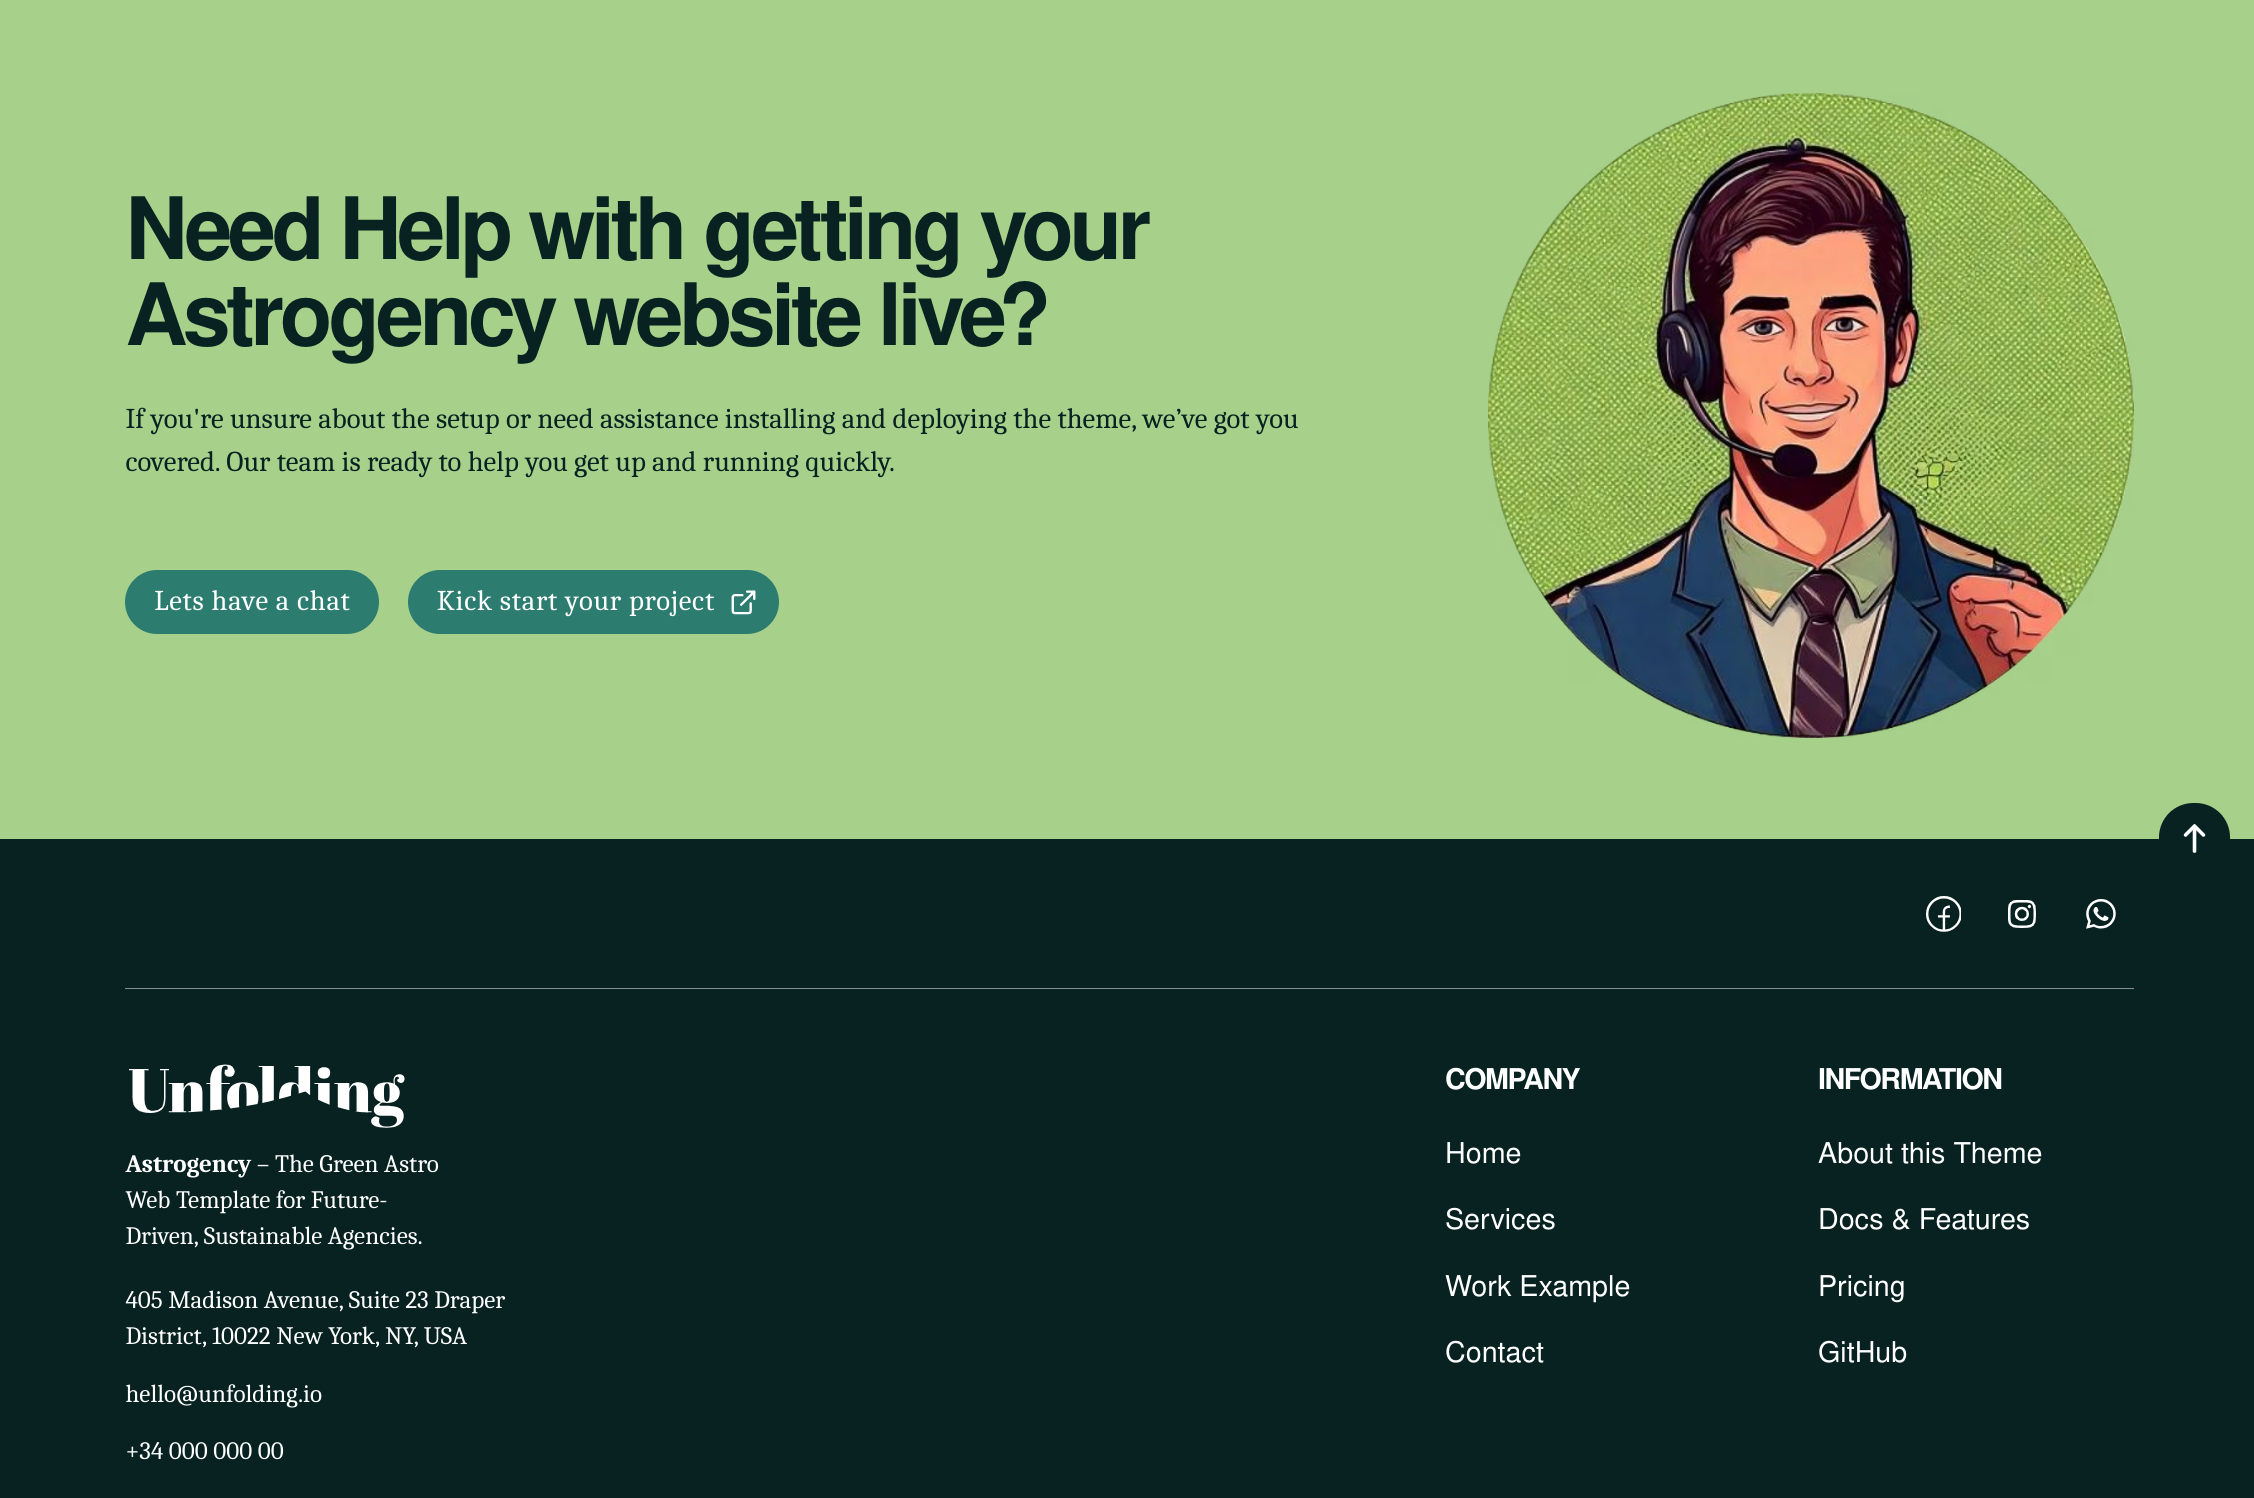 Need Help with getting your
Astrogency website live?
If you're unsure about the setup or need assistance installing and deploying the theme, we’ve got you
covered. Our team is ready to help you get up and running quickly.
Lets have a chat
Kick start your project
Unfolding
Astrogency – The Green Astro
Web Template for Future-
Driven, Sustainable Agencies.
405 Madison Avenue, Suite 23 Draper
District, 10022 New York, NY, USA
hello@unfolding.io
+34 000 000 00
COMPANY
Home
Services
Work Example
Contact
INFORMATION
About this Theme
Docs & Features
Pricing
GitHub